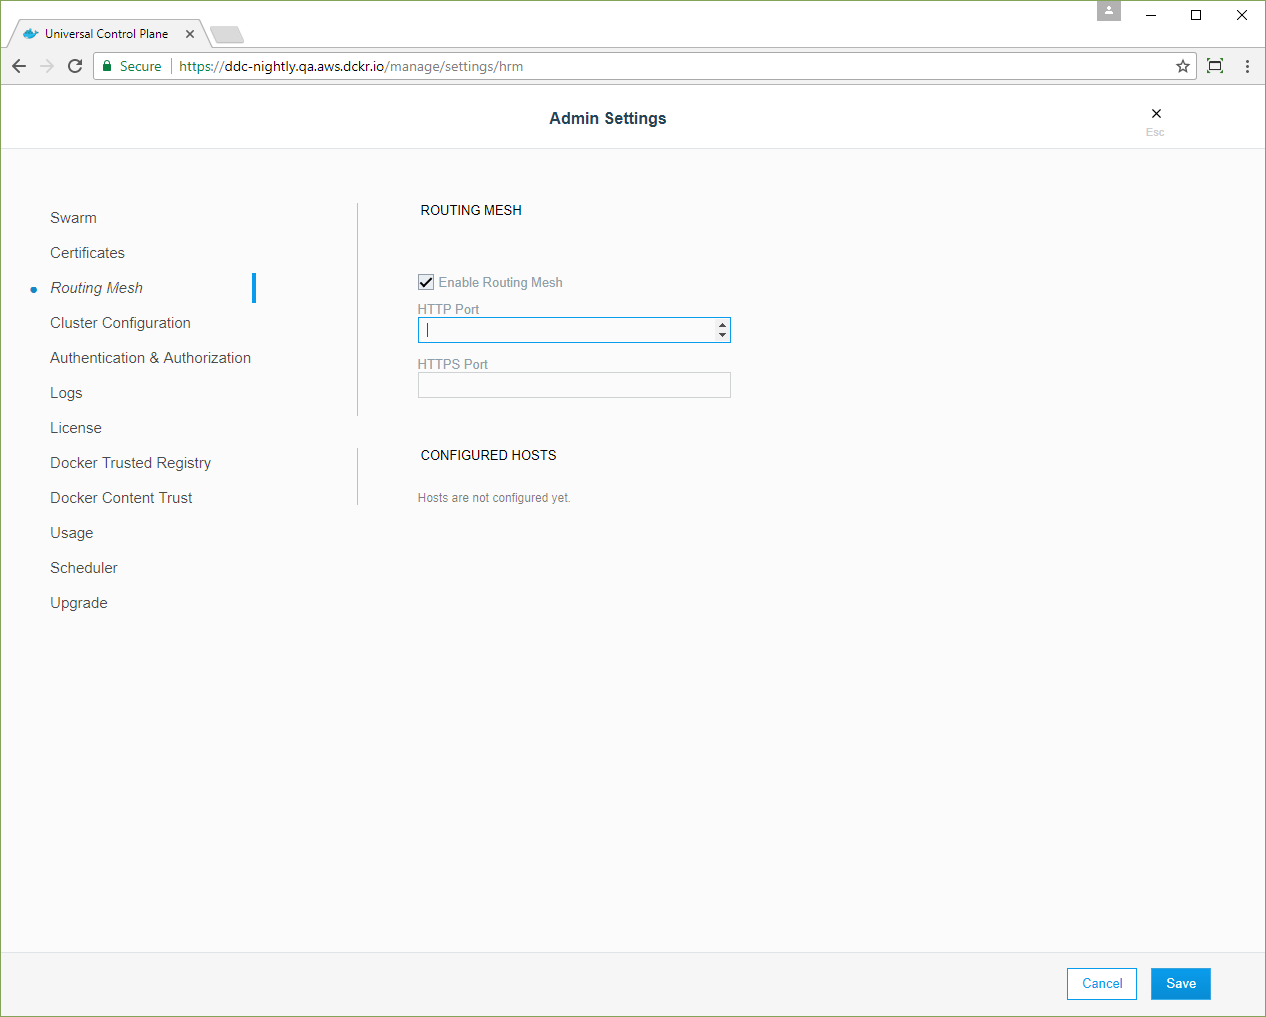 Universal Control Plane
Secure
https://ddc-nightly.qa.aws.dckr.io/manage/settings/hrm
Admin Settings
Esc
Swarm
Certificates
Routing Mesh
Cluster Configuration
Authentication & Authorization
Logs
License
Docker Trusted Registry
Docker Content Trust
Usage
Scheduler
Upgrade
ROUTING MESH
Enable Routing Mesh
HTTP Port
HTTPS Port
CONFIGURED HOSTS
Hosts are not configured yet.
Cancel
Save